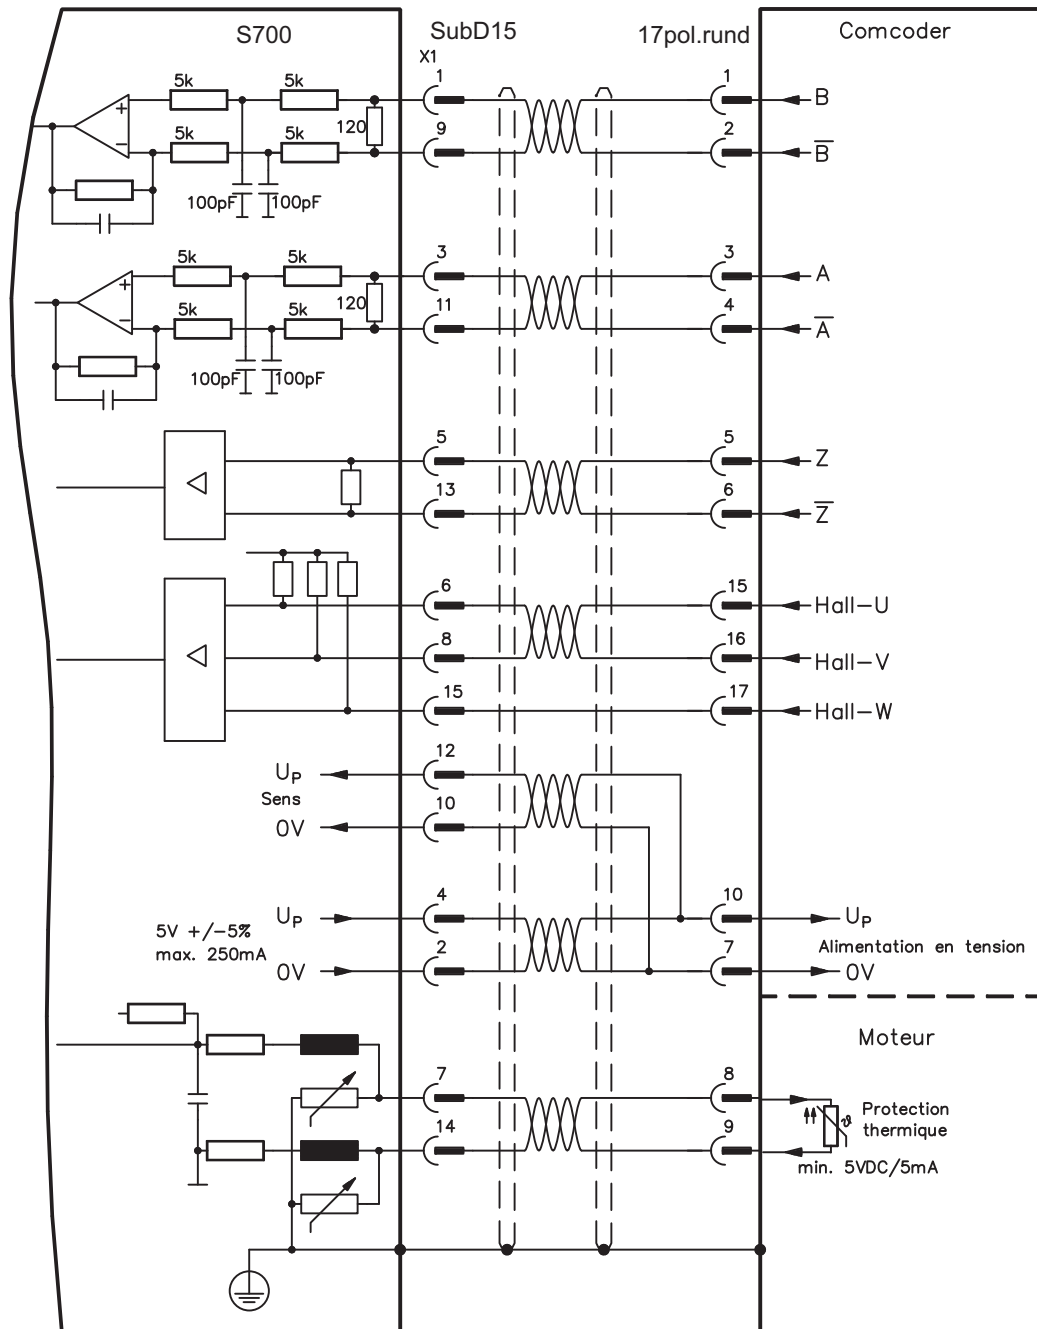 S700 SubD15 17pol.rund Comcoder
X1
5k 5k 1 1 B
120
5k 5k 9 2 B̅
100pF 100pF
5k 5k 3 3 A
120
5k 5k 11 4 A̅
100pF 100pF
5 5 Z
13 6 Z̅
6 15 Hall-U
8 16 Hall-V
15 17 Hall-W
UP 12
Sens
0V 10
UP 4 10 UP
5V +/-5%
max. 250mA
Alimentation en tension
0V 2 7 0V
Moteur
7 8
Protection
thermique
ϑ
14 9
min. 5VDC/5mA